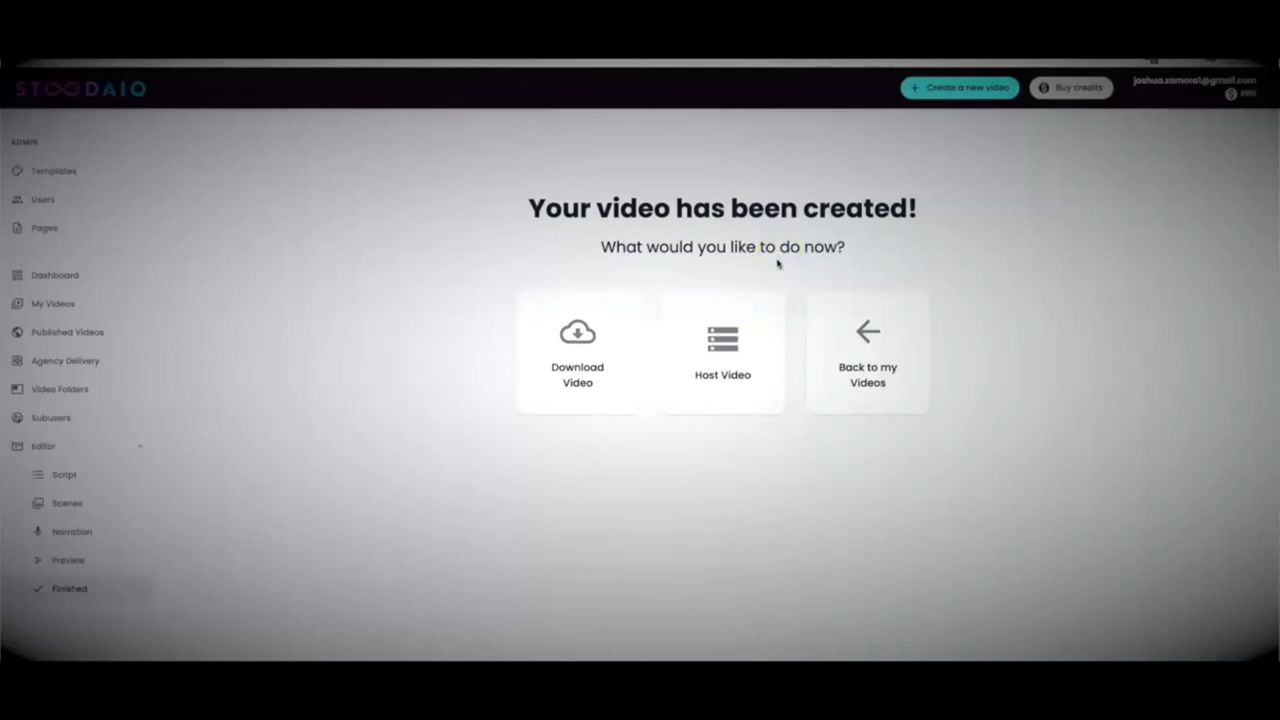 STOODAIO
Create a new video
Buy credits
ADMIN
Templates
Users
Pages
Dashboard
My Videos
Published Videos
Agency Delivery
Video Folders
Subusers
Editor
Script
Scenes
Narration
Preview
Finished
Your video has been created!
What would you like to do now?
Download
Video
Host Video
Back to my
Videos